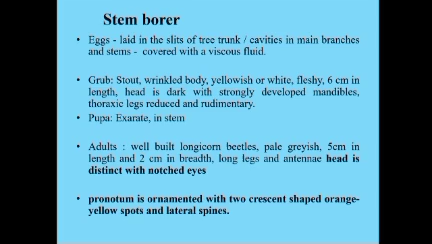 Stem borer
• Eggs - laid in the slits of tree trunk / cavities in main branches
and stems - covered with a viscous fluid.
• Grub: Stout, wrinkled body, yellowish or white, fleshy, 6 cm in
length, head is dark with strongly developed mandibles,
thoracic legs reduced and rudimentary.
• Pupa: Exarate, in stem
• Adults : well built longicorn beetles, pale greyish, 5cm in
length and 2 cm in breadth, long legs and antennae head is
distinct with notched eyes
• pronotum is ornamented with two crescent shaped orange-
yellow spots and lateral spines.